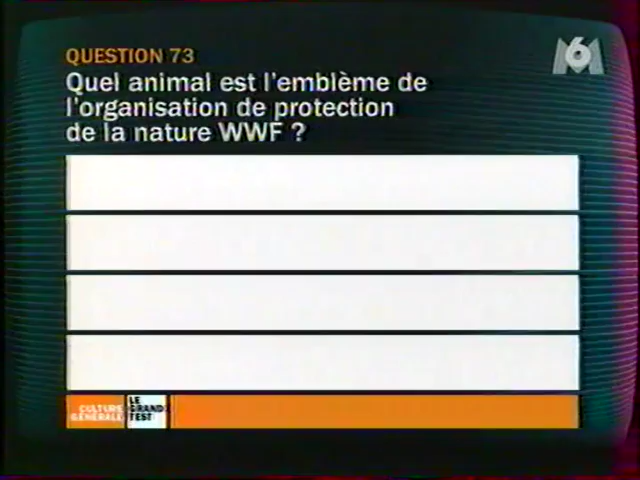 QUESTION 73
M6
Quel animal est l'emblème de
l'organisation de protection
de la nature WWF ?
CULTURE
GÉNÉRALE
LE
GRAND
TEST